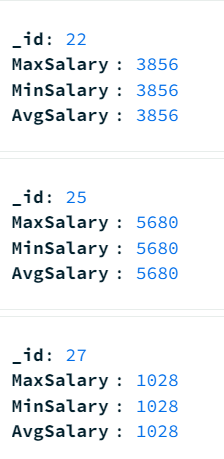 _id: 22
MaxSalary : 3856
MinSalary : 3856
AvgSalary : 3856
_id: 25
MaxSalary : 5680
MinSalary : 5680
AvgSalary : 5680
_id: 27
MaxSalary : 1028
MinSalary : 1028
AvgSalary : 1028